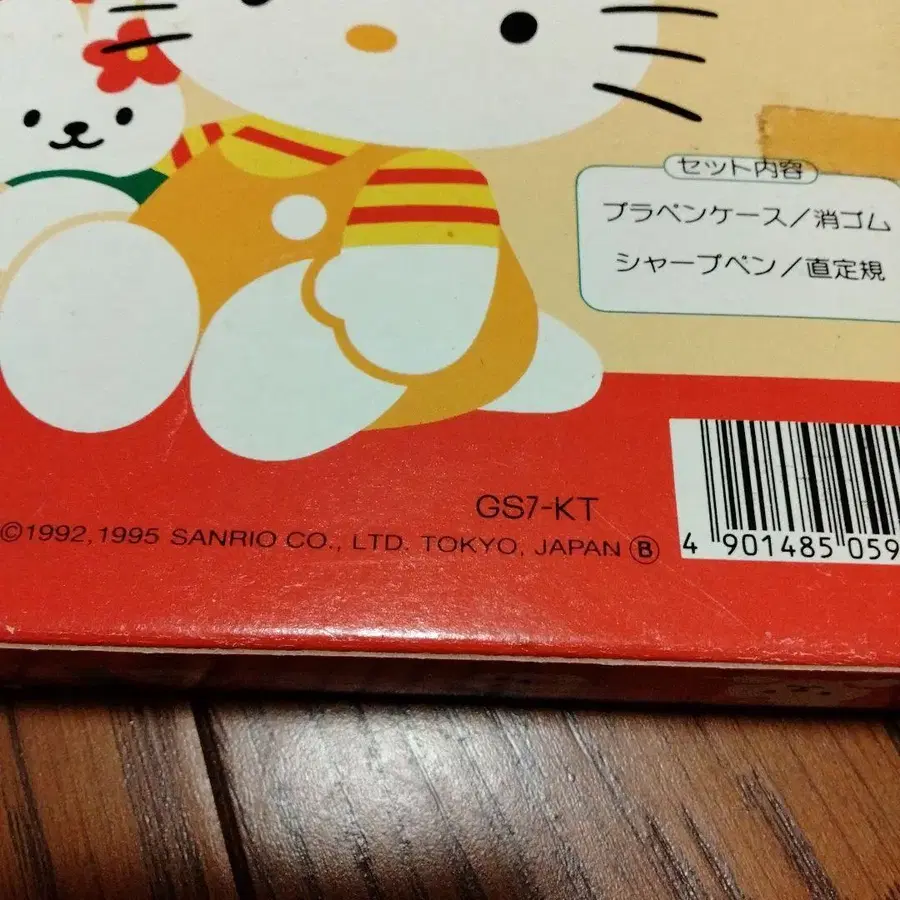 セット内容
プラペンケース/消ゴム
シャープペン/直定規
GS7-KT
©1992,1995 SANRIO CO., LTD. TOKYO, JAPAN Ⓑ
4 901485 059